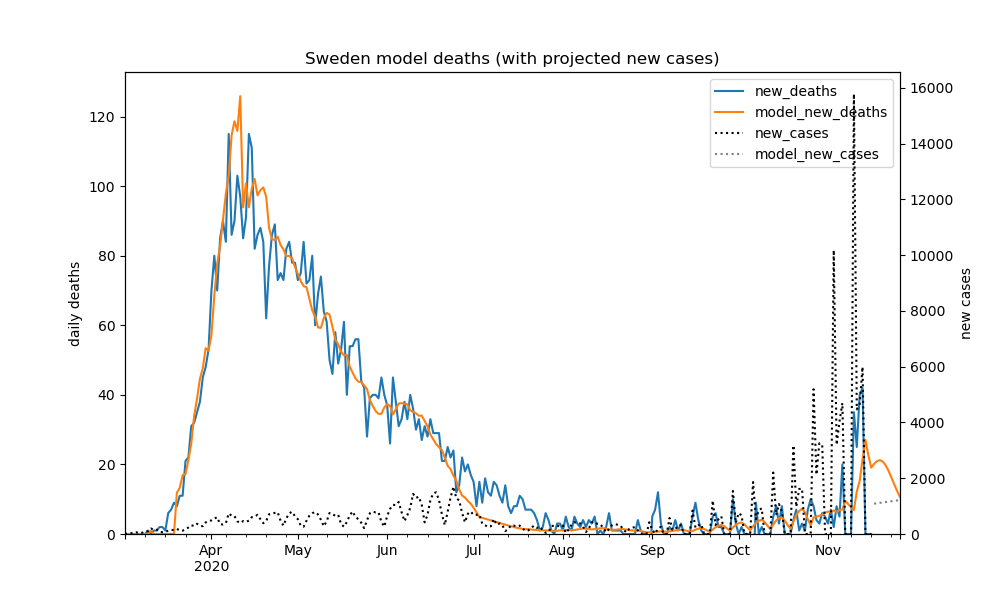 Sweden model deaths (with projected new cases)
new_deaths
model_new_deaths
new_cases
model_new_cases
daily deaths
120
100
80
60
40
20
0
16000
14000
12000
10000
8000
6000
4000
2000
0
new cases
Apr May Jun Jul Aug Sep Oct Nov
2020